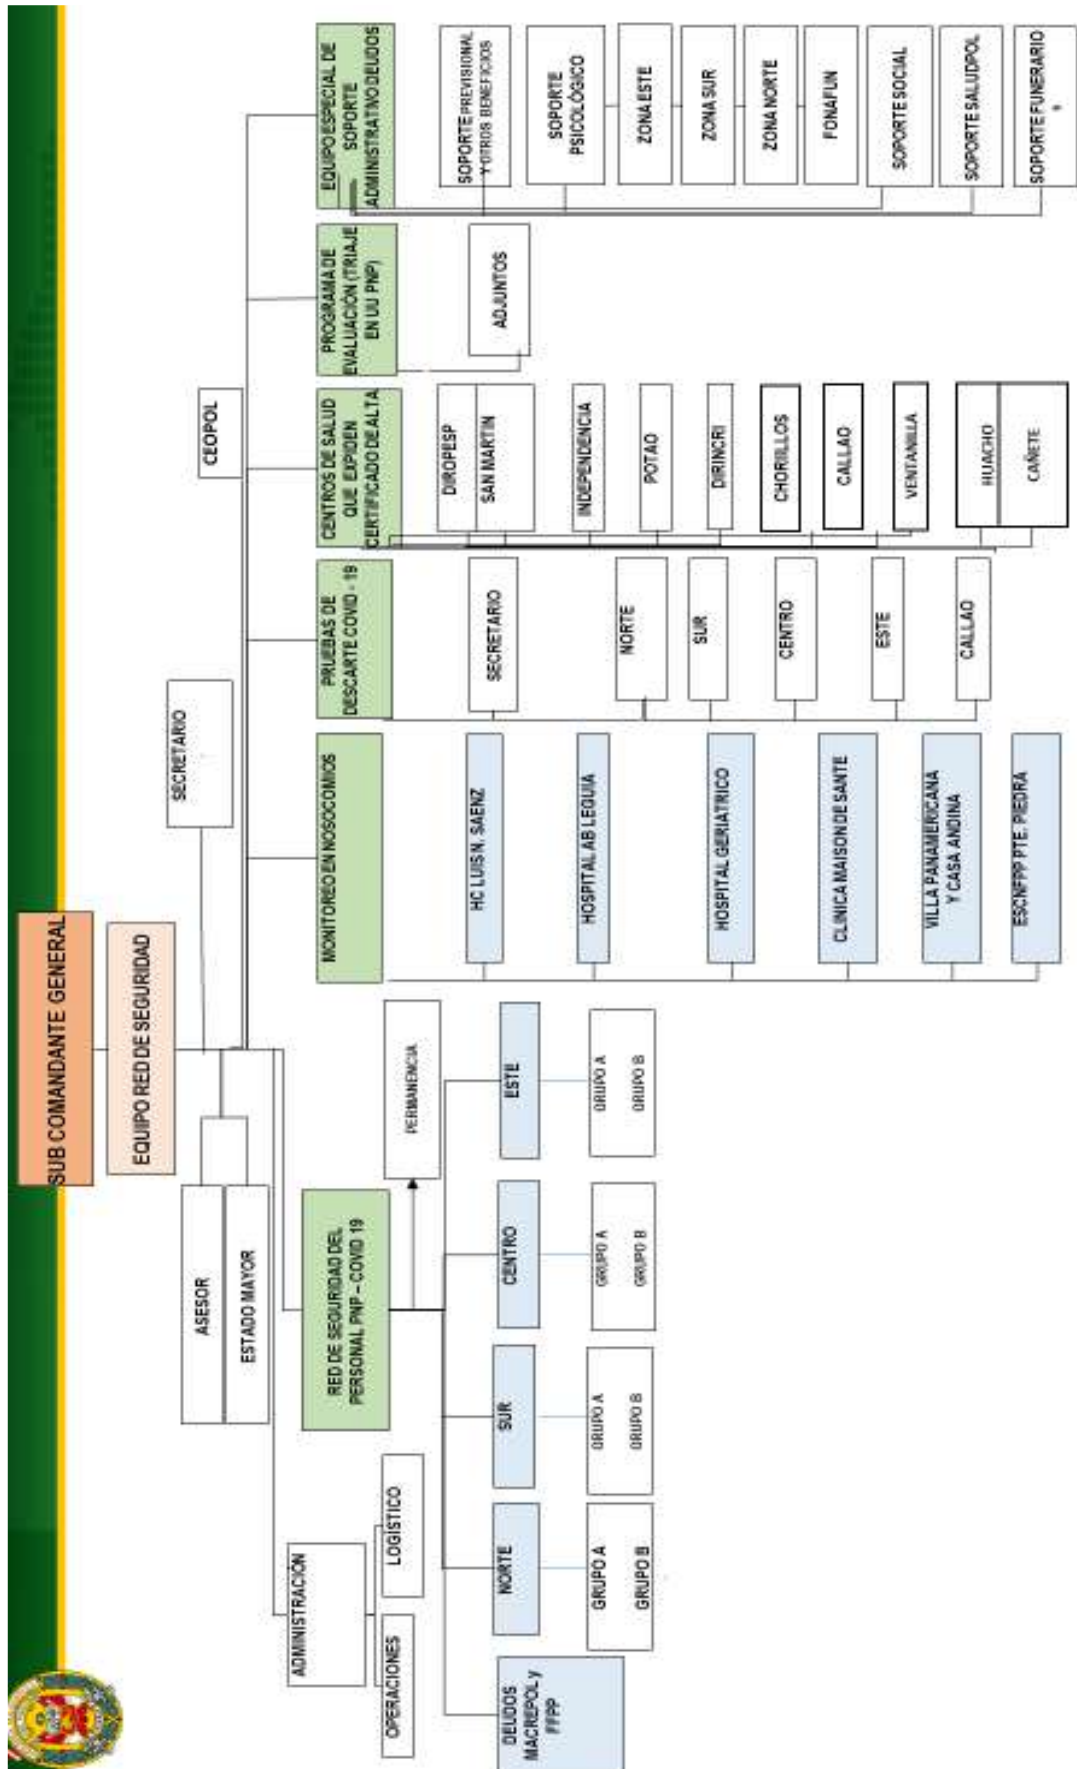 SUB COMANDANTE GENERAL
EQUIPO RED DE SEGURIDAD
SECRETARIO
CEOPOL
ASESOR
ESTADO MAYOR
ADMINISTRACIÓN
OPERACIONES
LOGÍSTICO
RED DE SEGURIDAD DEL
PERSONAL PNP – COVID 19
PERMANENCIA
DEUDOS
MACREPOL y
FFPP
NORTE
GRUPO A
GRUPO B
SUR
GRUPO A
GRUPO B
CENTRO
GRUPO A
GRUPO B
ESTE
GRUPO A
GRUPO B
MONITOREO EN NOSOCOMIOS
HC LUIS N. SAENZ
HOSPITAL AB LEGUIA
HOSPITAL GERIATRICO
CLINICA MAISON DE SANTE
VILLA PANAMERICANA
Y CASA ANDINA
ESCNFPP PTE. PIEDRA
PRUEBAS DE
DESCARTE COVID - 19
SECRETARIO
NORTE
SUR
CENTRO
ESTE
CALLAO
CENTROS DE SALUD
QUE EXPIDEN
CERTIFICADO DE ALTA
DIROPESP
SAN MARTIN
INDEPENDENCIA
POTAO
DIRINCRI
CHORILLOS
CALLAO
VENTANILLA
HUACHO
CAÑETE
PROGRAMA DE
EVALUACIÓN (TRIAJE
EN UU PNP)
ADJUNTOS
EQUIPO ESPECIAL DE
SOPORTE
ADMINISTRATIVO DEUDOS
SOPORTE PREVISIONAL
Y OTROS BENEFICIOS
SOPORTE
PSICOLÓGICO
ZONA ESTE
ZONA SUR
ZONA NORTE
FONAFUN
SOPORTE SOCIAL
SOPORTE SALUDPOL
SOPORTE FUNERARIO